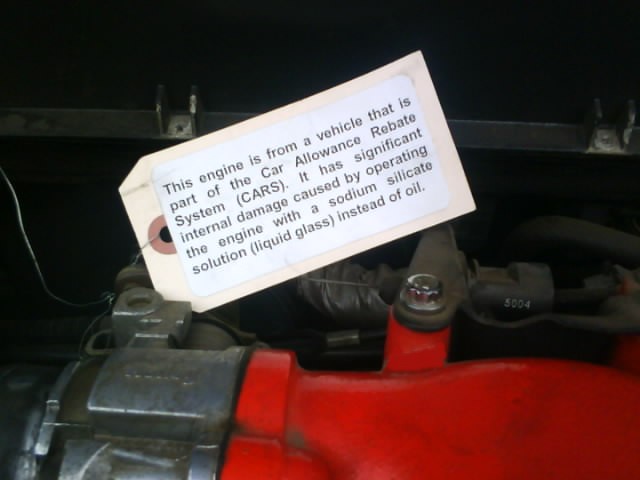 This engine is from a vehicle that is
part of the Car Allowance Rebate
System (CARS). It has significant
internal damage caused by operating
the engine with a sodium silicate
solution (liquid glass) instead of oil.
5004